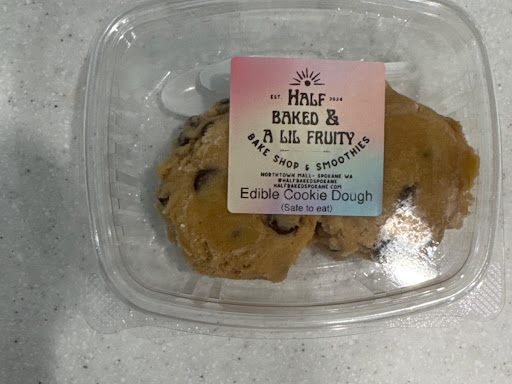 EST. 2024
HALF
BAKED &
A LIL FRUITY
BAKE SHOP & SMOOTHIES
NORTHTOWN MALL- SPOKANE WA
@HALFBAKEDSPOKANE
HALFBAKEDSPOKANE.COM
Edible Cookie Dough
(Safe to eat)